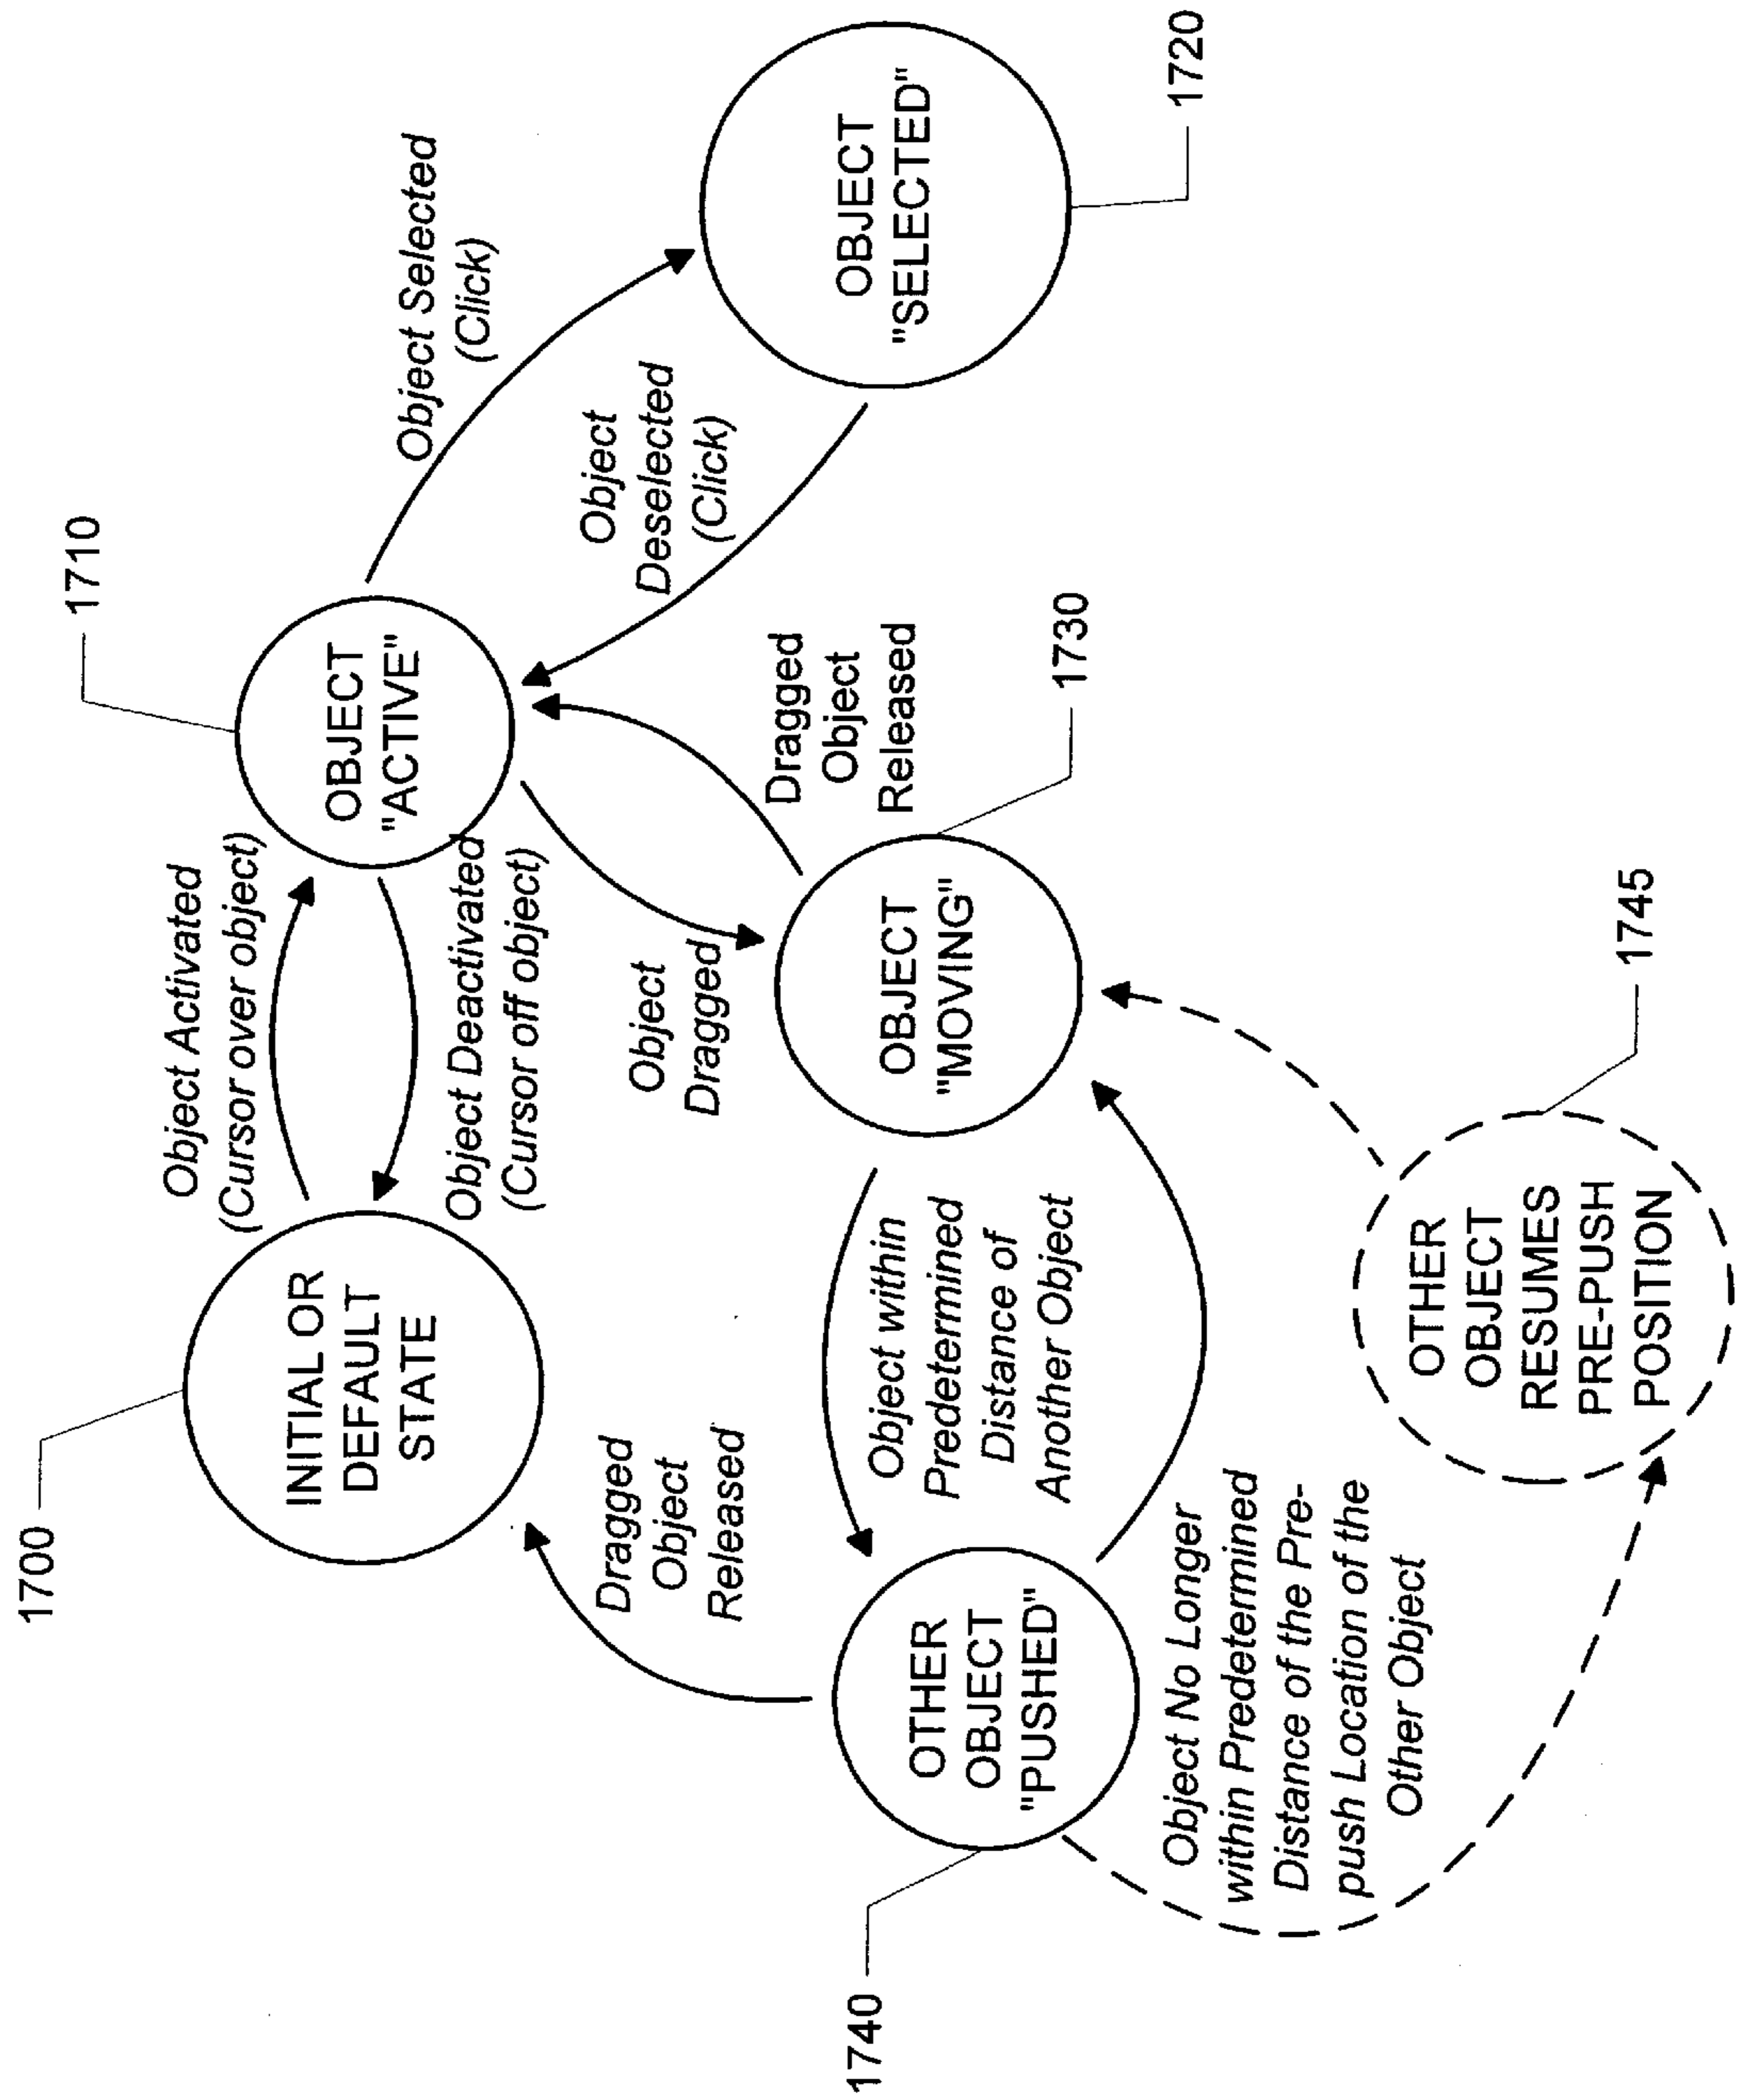 1700
INITIAL OR
DEFAULT
STATE
Object Activated
(Cursor over object)
Object Deactivated
(Cursor off object)
1710
OBJECT
"ACTIVE"
Object Selected
(Click)
Object
Deselected
(Click)
OBJECT
"SELECTED"
1720
Dragged
Object
Released
Object
Dragged
Dragged
Object
Released
1730
OBJECT
"MOVING"
Object within
Predetermined
Distance of
Another Object
1740
OTHER
OBJECT
"PUSHED"
Object No Longer
within Predetermined
Distance of the Pre-
push Location of the
Other Object
OTHER
OBJECT
RESUMES
PRE-PUSH
POSITION
1745